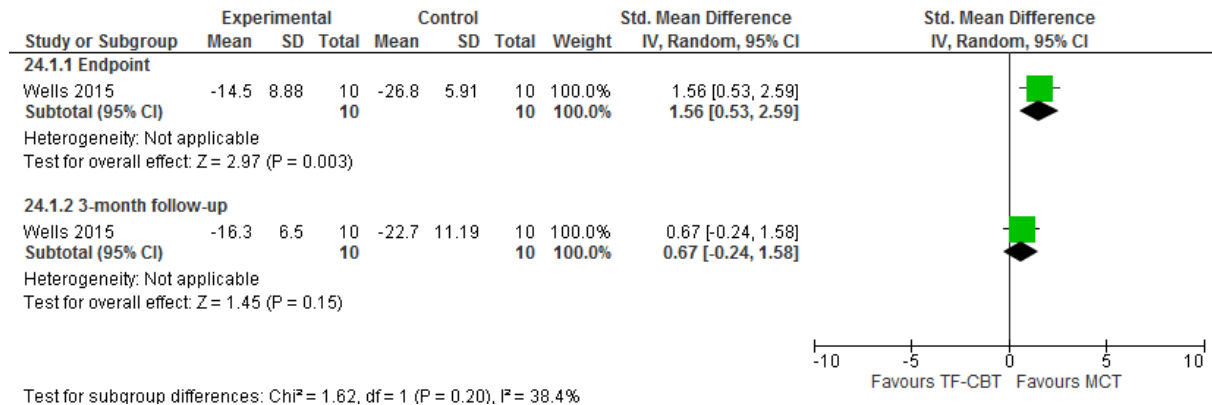 Experimental Control Std. Mean Difference Std. Mean Difference
Study or Subgroup Mean SD Total Mean SD Total Weight IV, Random, 95% CI IV, Random, 95% CI
24.1.1 Endpoint
Wells 2015 -14.5 8.88 10 -26.8 5.91 10 100.0% 1.56 [0.53, 2.59]
Subtotal (95% CI) 10 10 100.0% 1.56 [0.53, 2.59]
Heterogeneity: Not applicable
Test for overall effect: Z = 2.97 (P = 0.003)
24.1.2 3-month follow-up
Wells 2015 -16.3 6.5 10 -22.7 11.19 10 100.0% 0.67 [-0.24, 1.58]
Subtotal (95% CI) 10 10 100.0% 0.67 [-0.24, 1.58]
Heterogeneity: Not applicable
Test for overall effect: Z = 1.45 (P = 0.15)
-10 -5 0 5 10
Favours TF-CBT Favours MCT
Test for subgroup differences: Chi² = 1.62, df = 1 (P = 0.20), I² = 38.4%